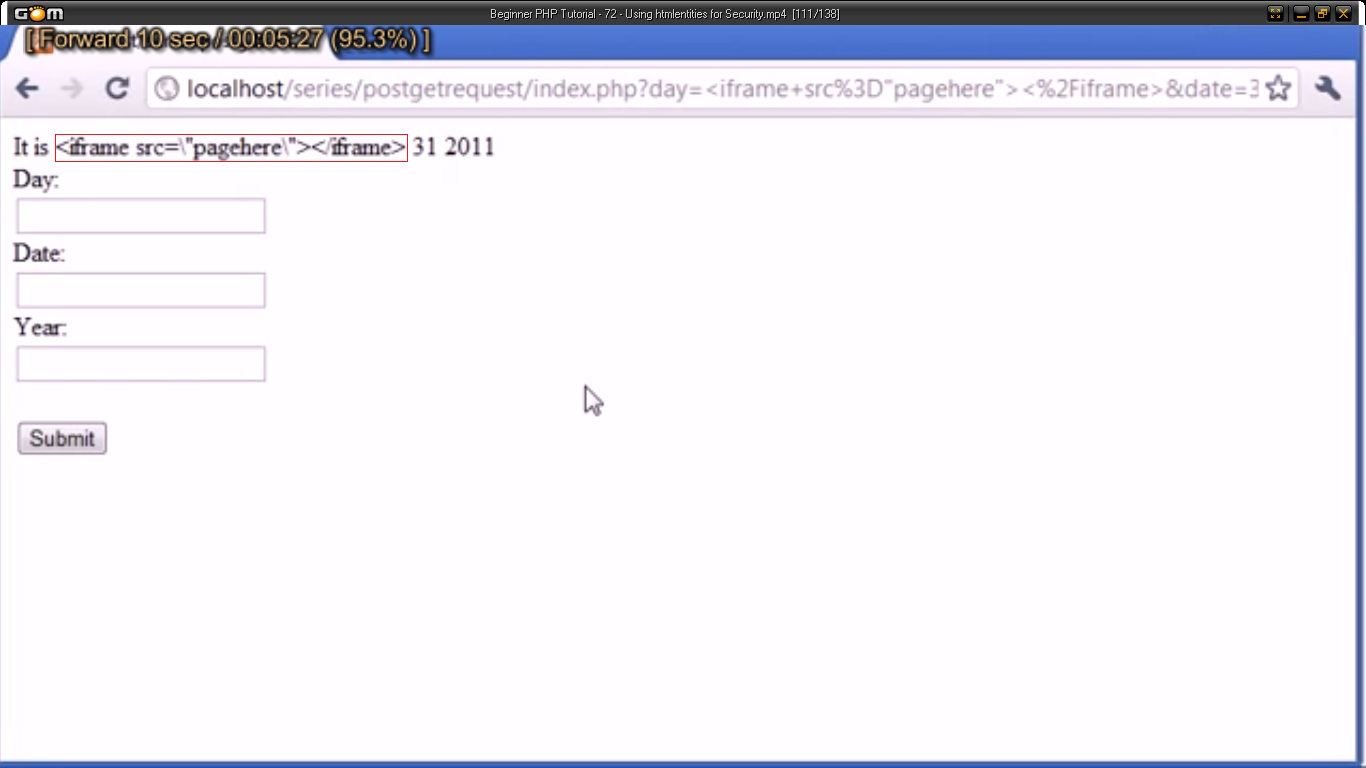 GOM
Beginner PHP Tutorial - 72 - Using htmlentities for Security.mp4 [111/138]
[ Forward 10 sec / 00:05:27 (95.3%) ]
localhost/series/postgetrequest/index.php?day=<iframe+src%3D"pagehere"><%2Fiframe>&date=3
It is <iframe src=\"pagehere\"></iframe> 31 2011
Day:
Date:
Year:
Submit